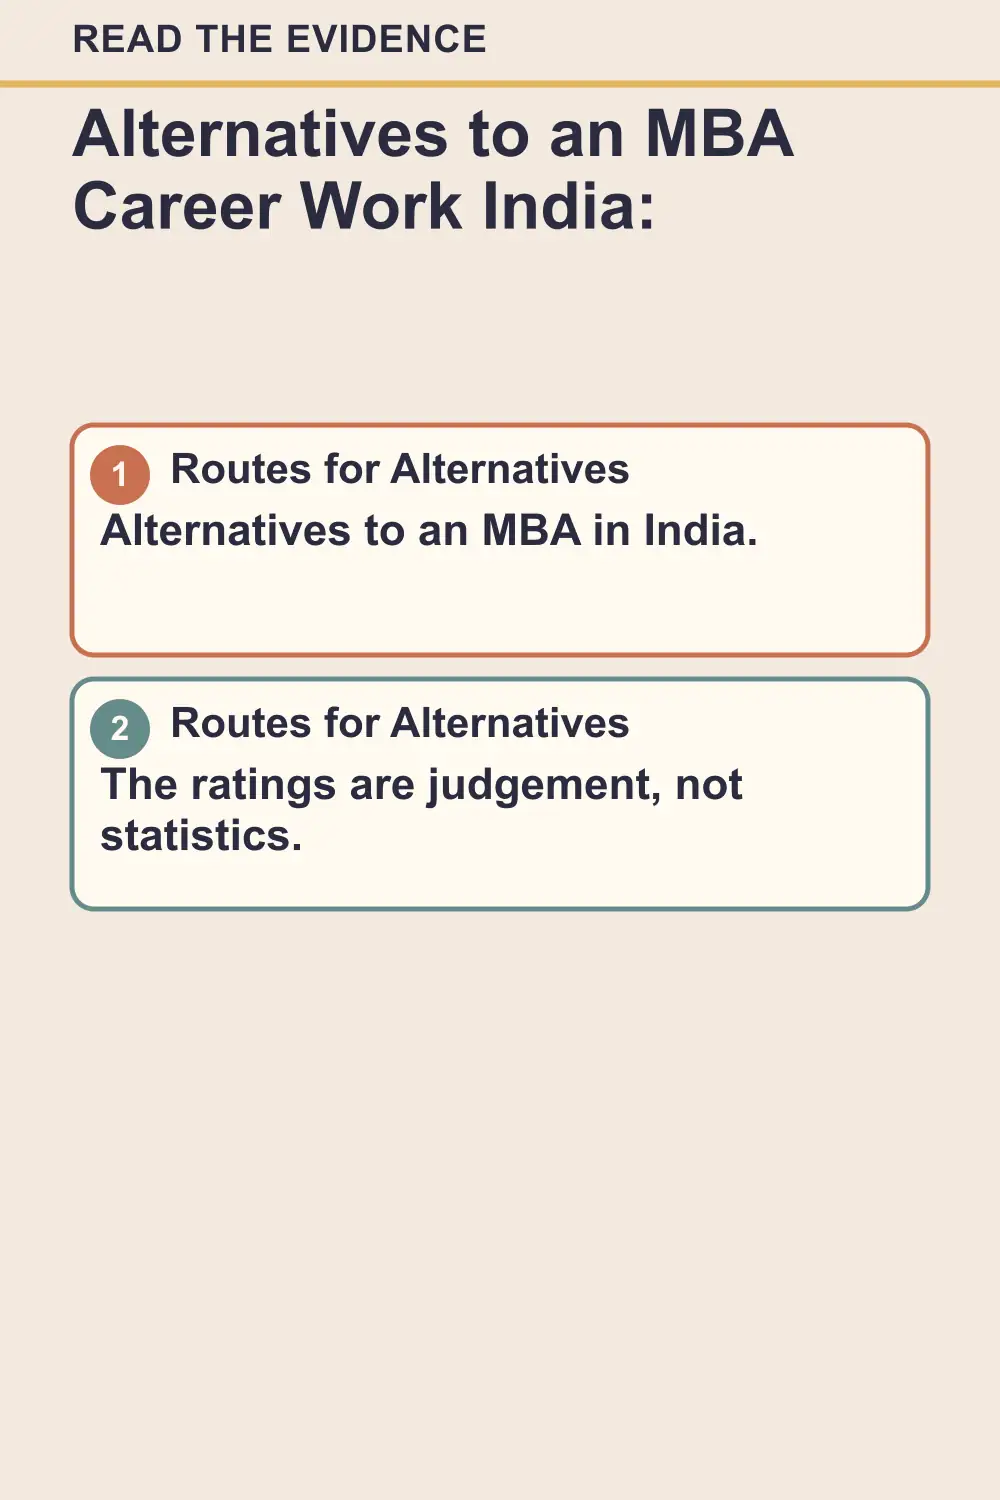 READ THE EVIDENCE
Alternatives to an MBA
Career Work India:
1 Routes for Alternatives
Alternatives to an MBA in India.
2 Routes for Alternatives
The ratings are judgement, not
statistics.